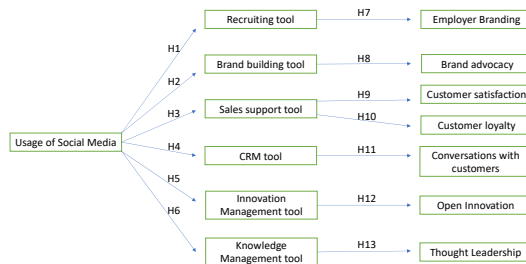 Recruiting tool
H7
Employer Branding
H1
Brand building tool
H8
Brand advocacy
H2
H9
Customer satisfaction
H3
Sales support tool
H10
Customer loyalty
Usage of Social Media
H4
CRM tool
H11
Conversations with
customers
H5
Innovation
Management tool
H12
Open Innovation
H6
Knowledge
Management tool
H13
Thought Leadership